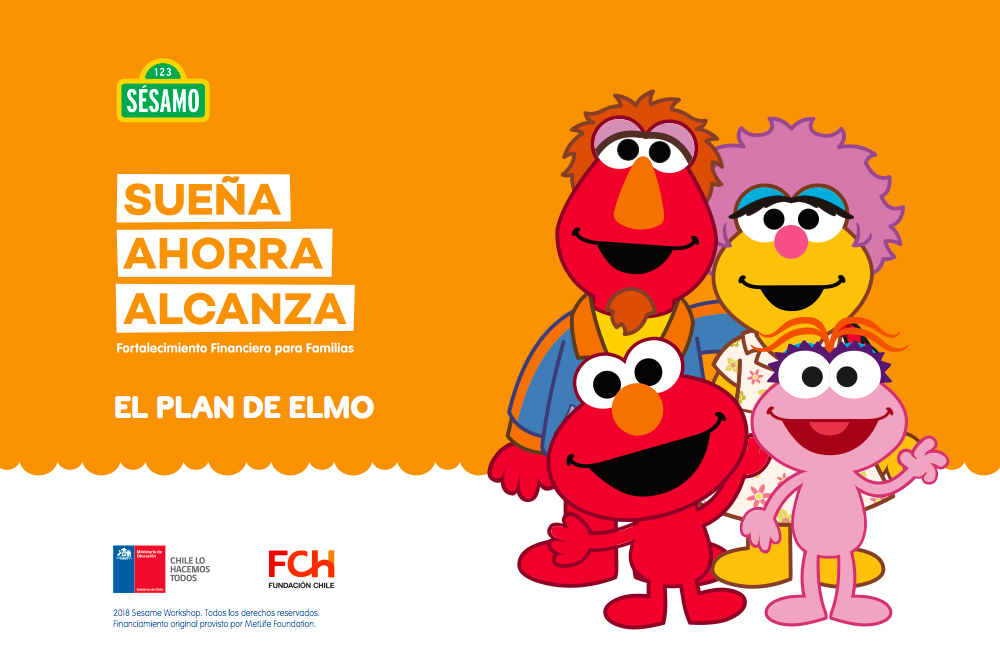 123
SÉSAMO
SUEÑA
AHORRA
ALCANZA
Fortalecimiento Financiero para Familias
EL PLAN DE ELMO
Ministerio de
Educación
Gobierno de Chile
CHILE LO
HACEMOS
TODOS
FCH
FUNDACIÓN CHILE
2018 Sesame Workshop. Todos los derechos reservados.
Financiamiento original provisto por MetLife Foundation.